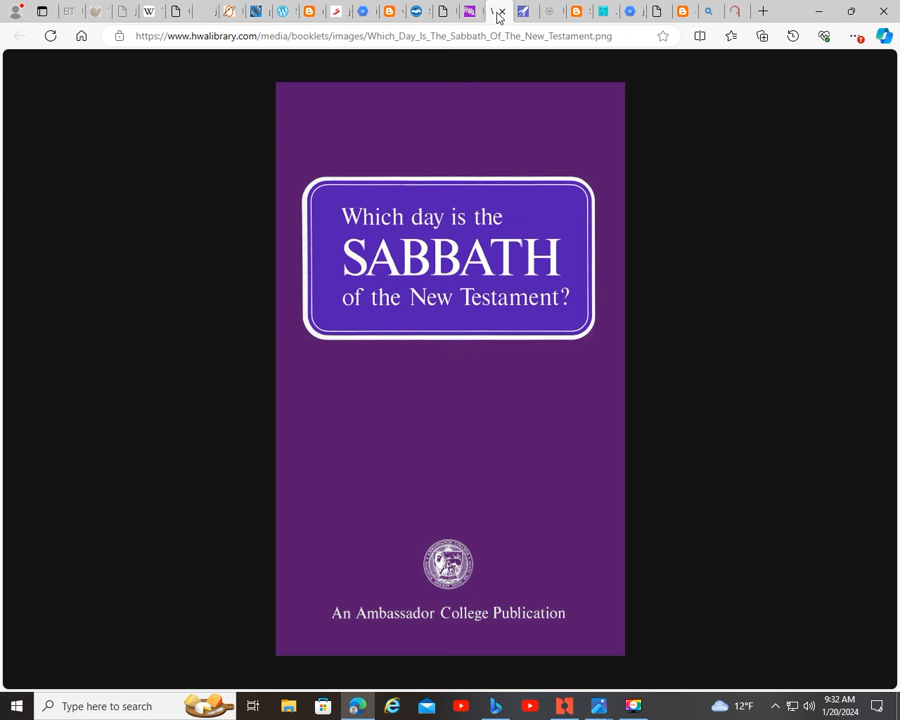 BT
https://www.hwalibrary.com/media/booklets/images/Which_Day_Is_The_Sabbath_Of_The_New_Testament.png
Which day is the
SABBATH
of the New Testament?
An Ambassador College Publication
Type here to search
12°F
9:32 AM
1/20/2024